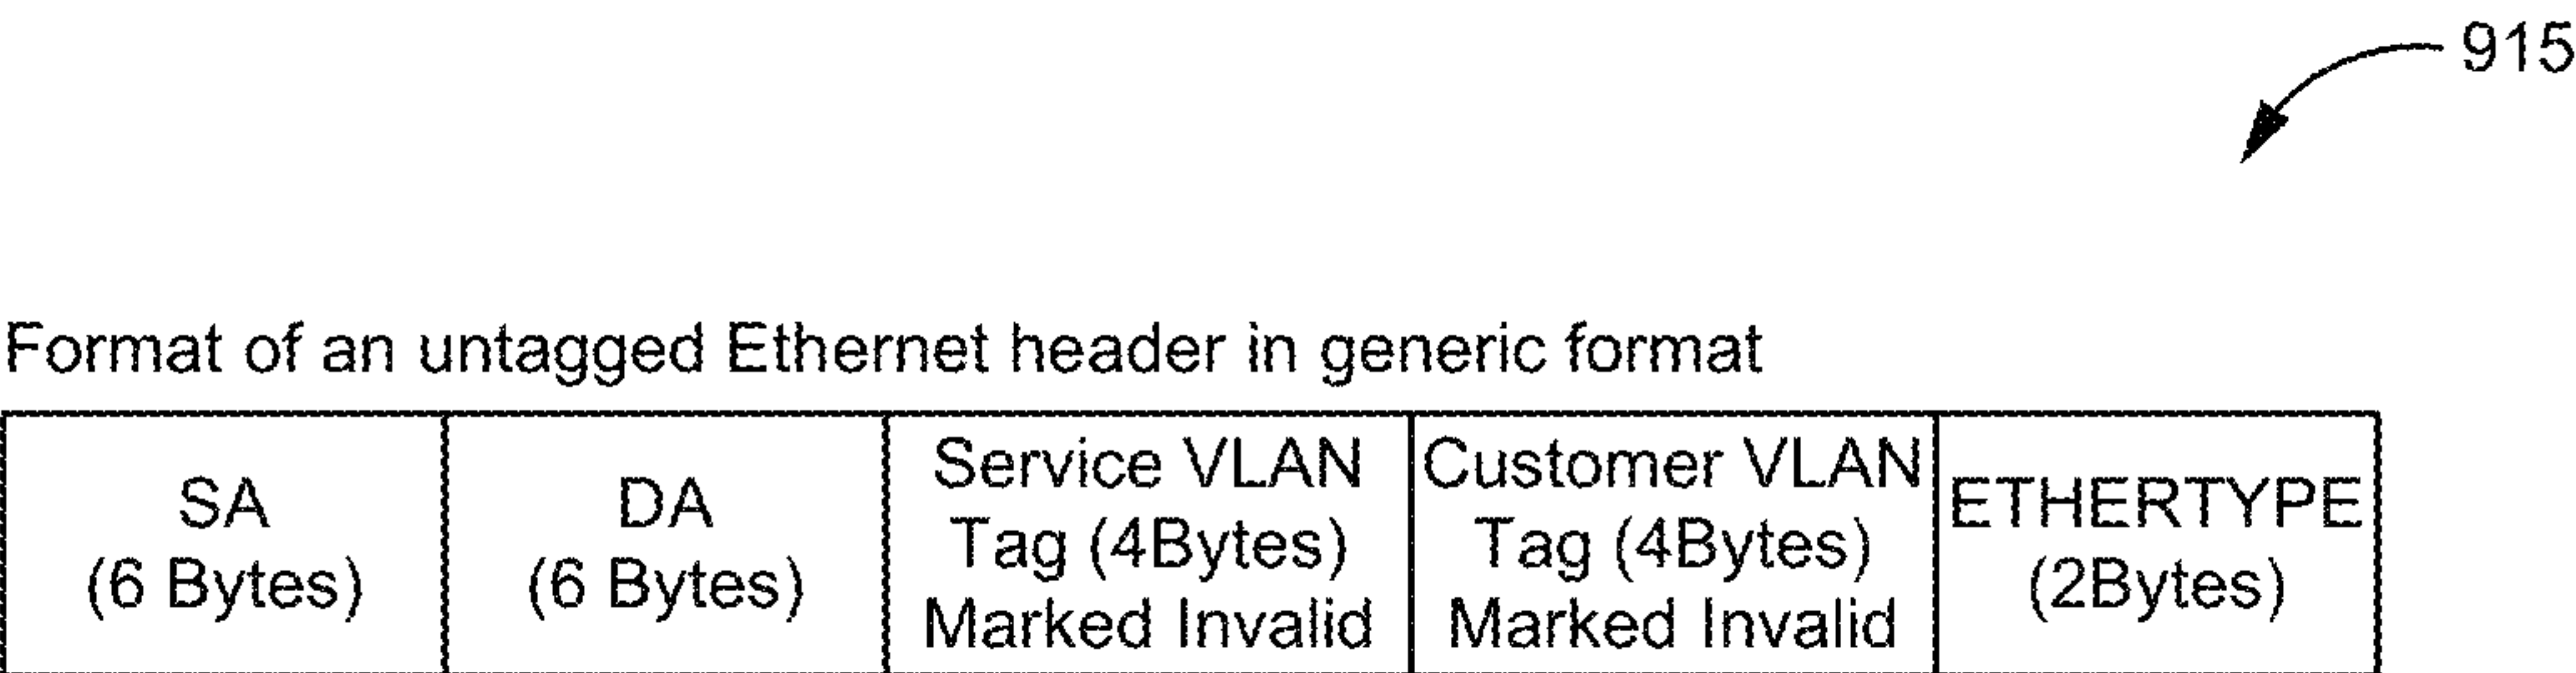 915
Format of an untagged Ethernet header in generic format
SA
(6 Bytes)
DA
(6 Bytes)
Service VLAN
Tag (4Bytes)
Marked Invalid
Customer VLAN
Tag (4Bytes)
Marked Invalid
ETHERTYPE
(2Bytes)